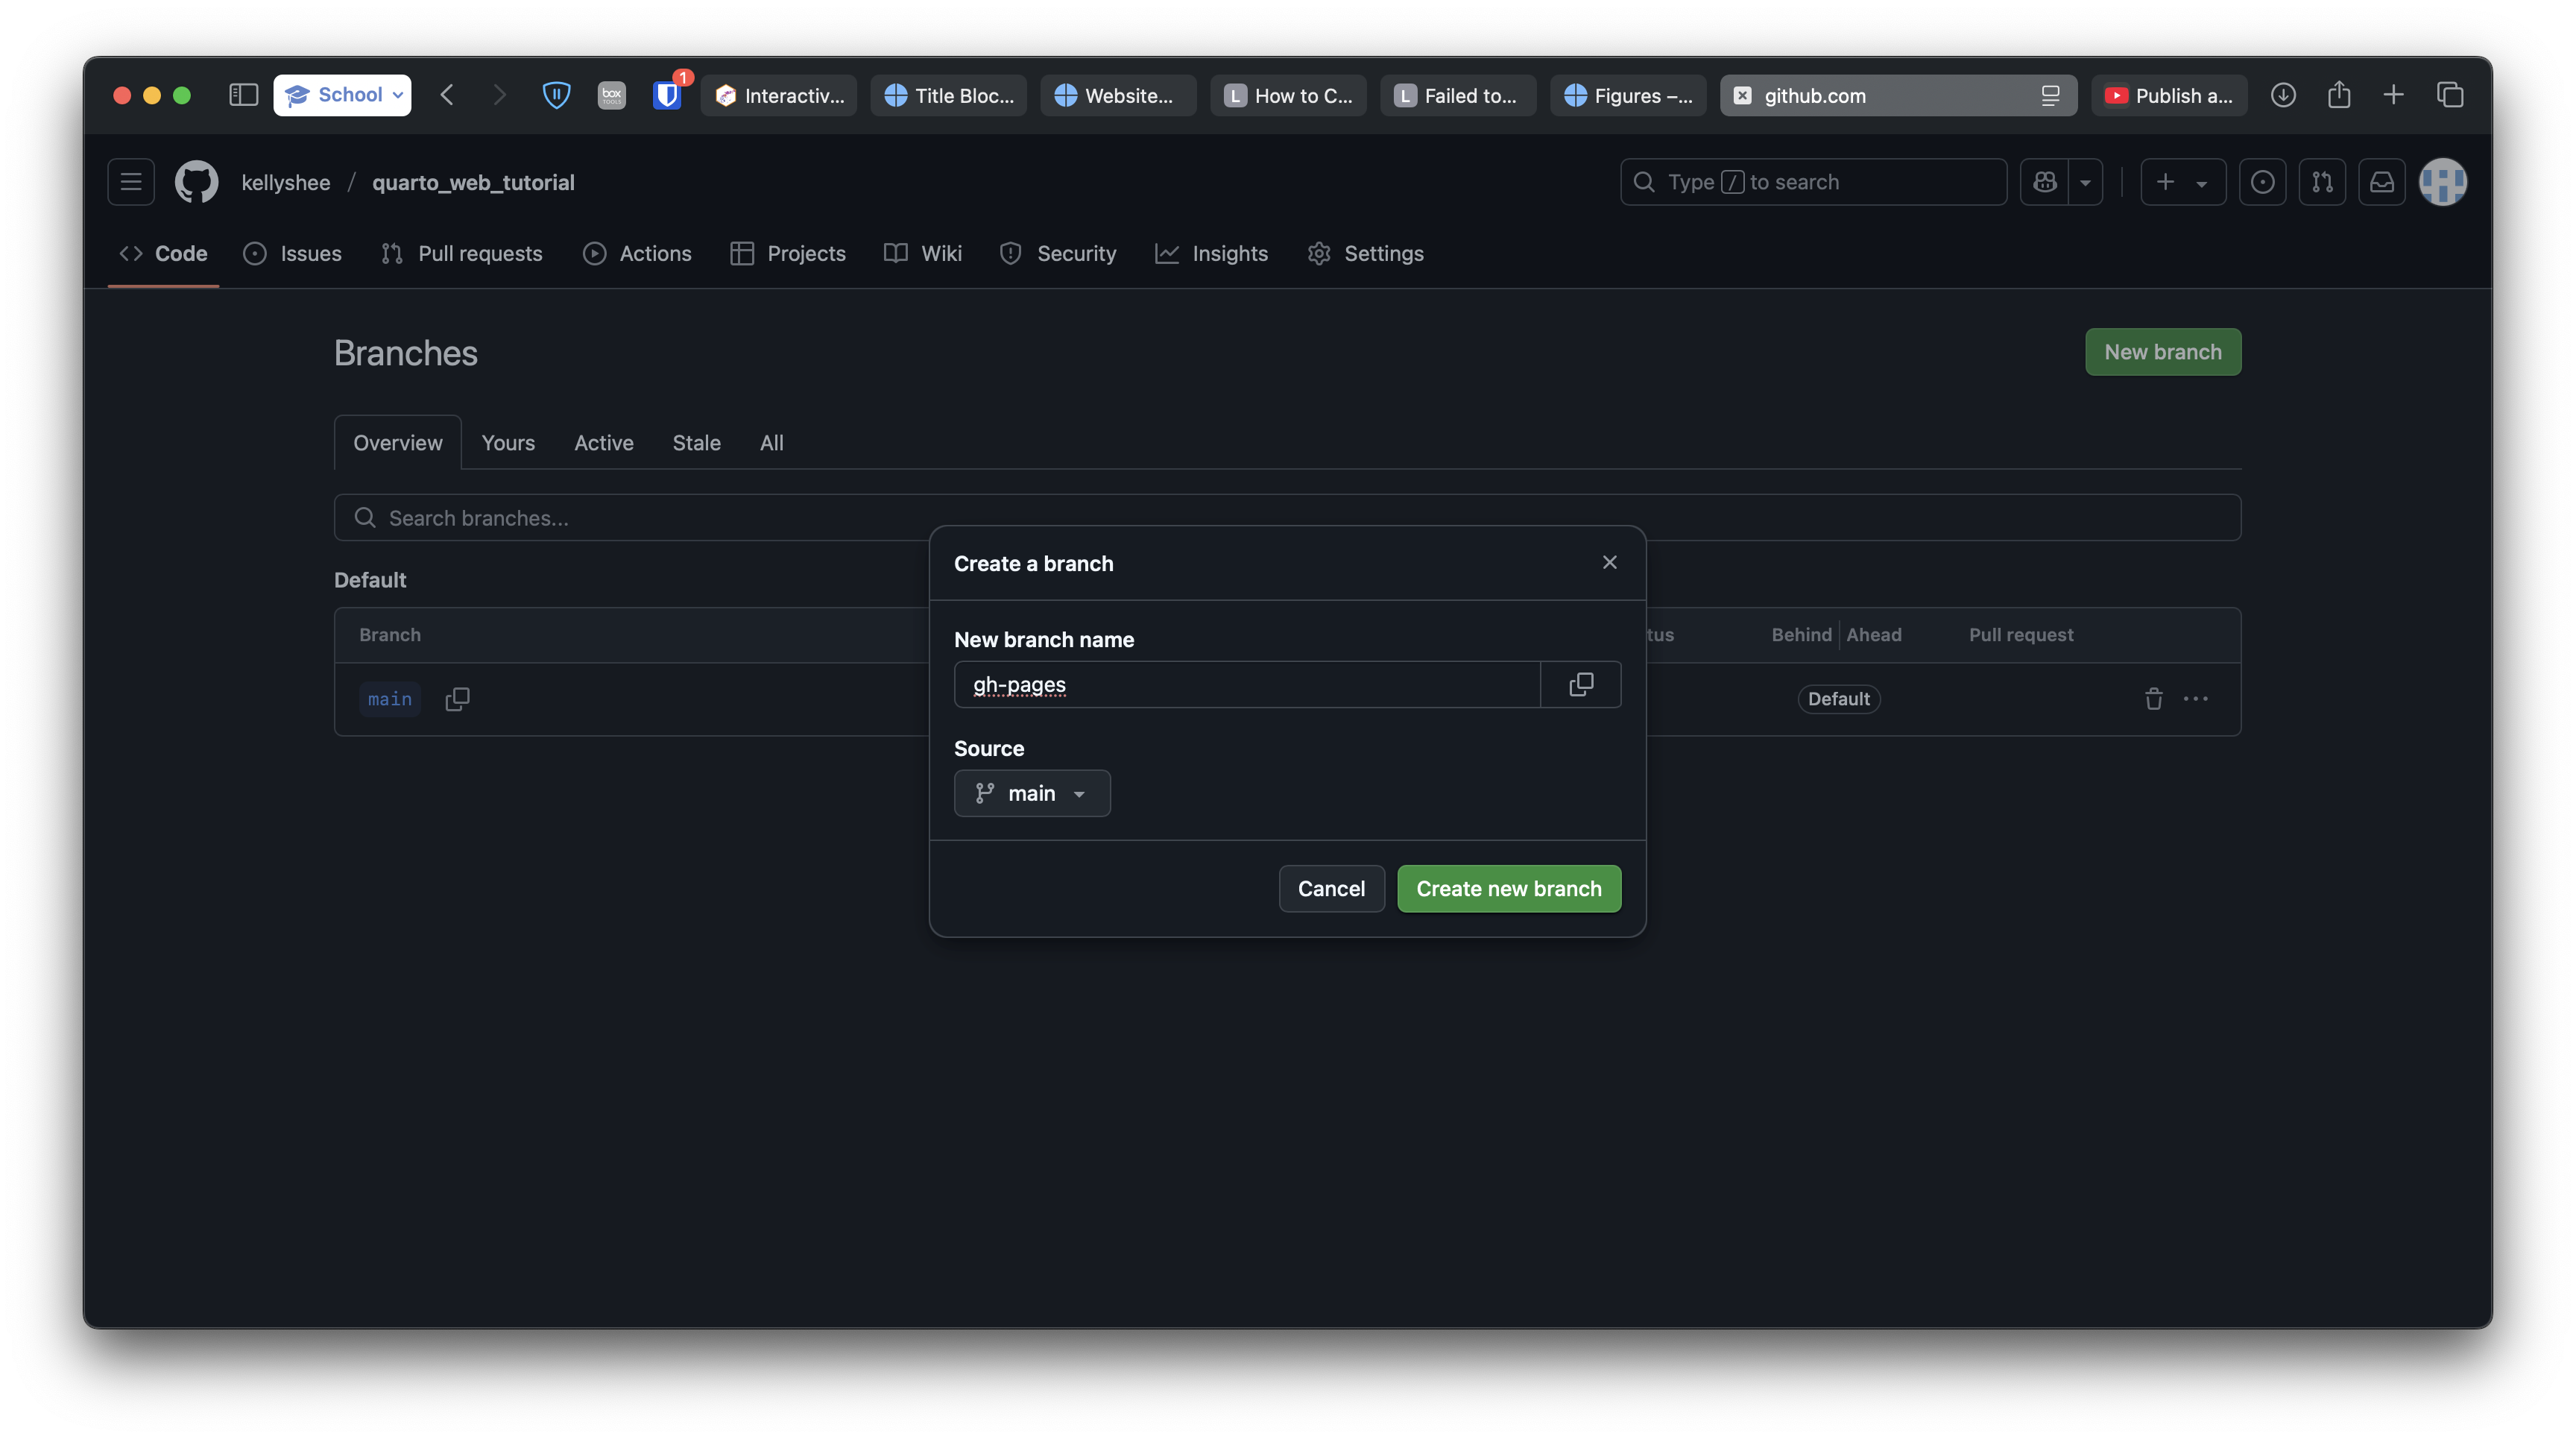 School
box
TOOLS
1
Interactiv...
Title Bloc...
Website...
L
How to C...
L
Failed to...
Figures –...
github.com
Publish a...
kellyshee / quarto_web_tutorial
Type / to search
Code
Issues
Pull requests
Actions
Projects
Wiki
Security
Insights
Settings
Branches
New branch
Overview
Yours
Active
Stale
All
Search branches...
Default
Branch
tus
Behind
Ahead
Pull request
main
Default
Create a branch
New branch name
gh-pages
Source
main
Cancel
Create new branch